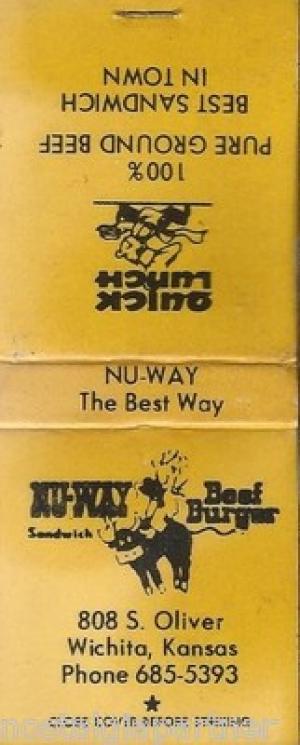 QUICK
LUNCH
100%
PURE GROUND BEEF
BEST SANDWICH
IN TOWN
NU-WAY
The Best Way
NU-WAY Beef
Sandwich Burger
808 S. Oliver
Wichita, Kansas
Phone 685-5393
CLOSE COVER BEFORE STRIKING